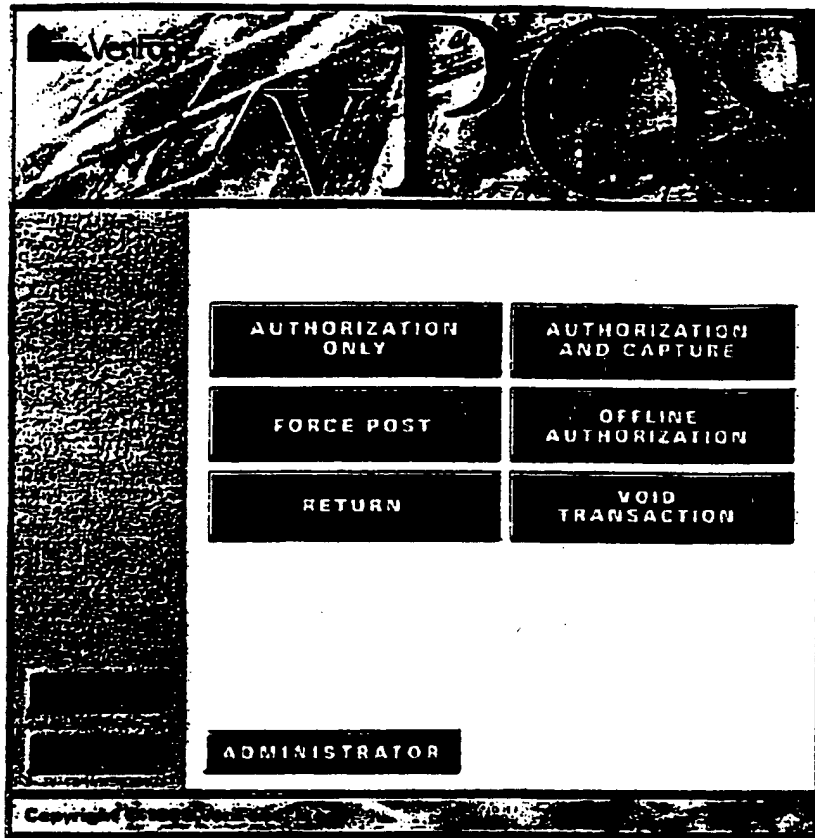 VeriFone
vPOS
AUTHORIZATION
ONLY
AUTHORIZATION
AND CAPTURE
FORCE POST
OFFLINE
AUTHORIZATION
RETURN
VOID
TRANSACTION
ADMINISTRATOR
Copyright